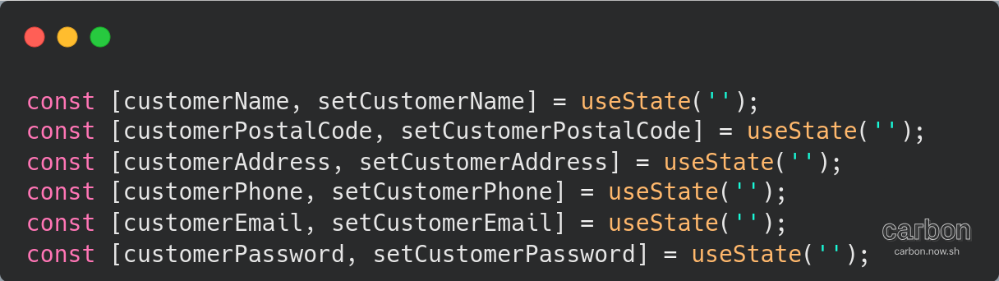 const [customerName, setCustomerName] = useState('');
const [customerPostalCode, setCustomerPostalCode] = useState('');
const [customerAddress, setCustomerAddress] = useState('');
const [customerPhone, setCustomerPhone] = useState('');
const [customerEmail, setCustomerEmail] = useState('');
const [customerPassword, setCustomerPassword] = useState('');
carbon
carbon.now.sh